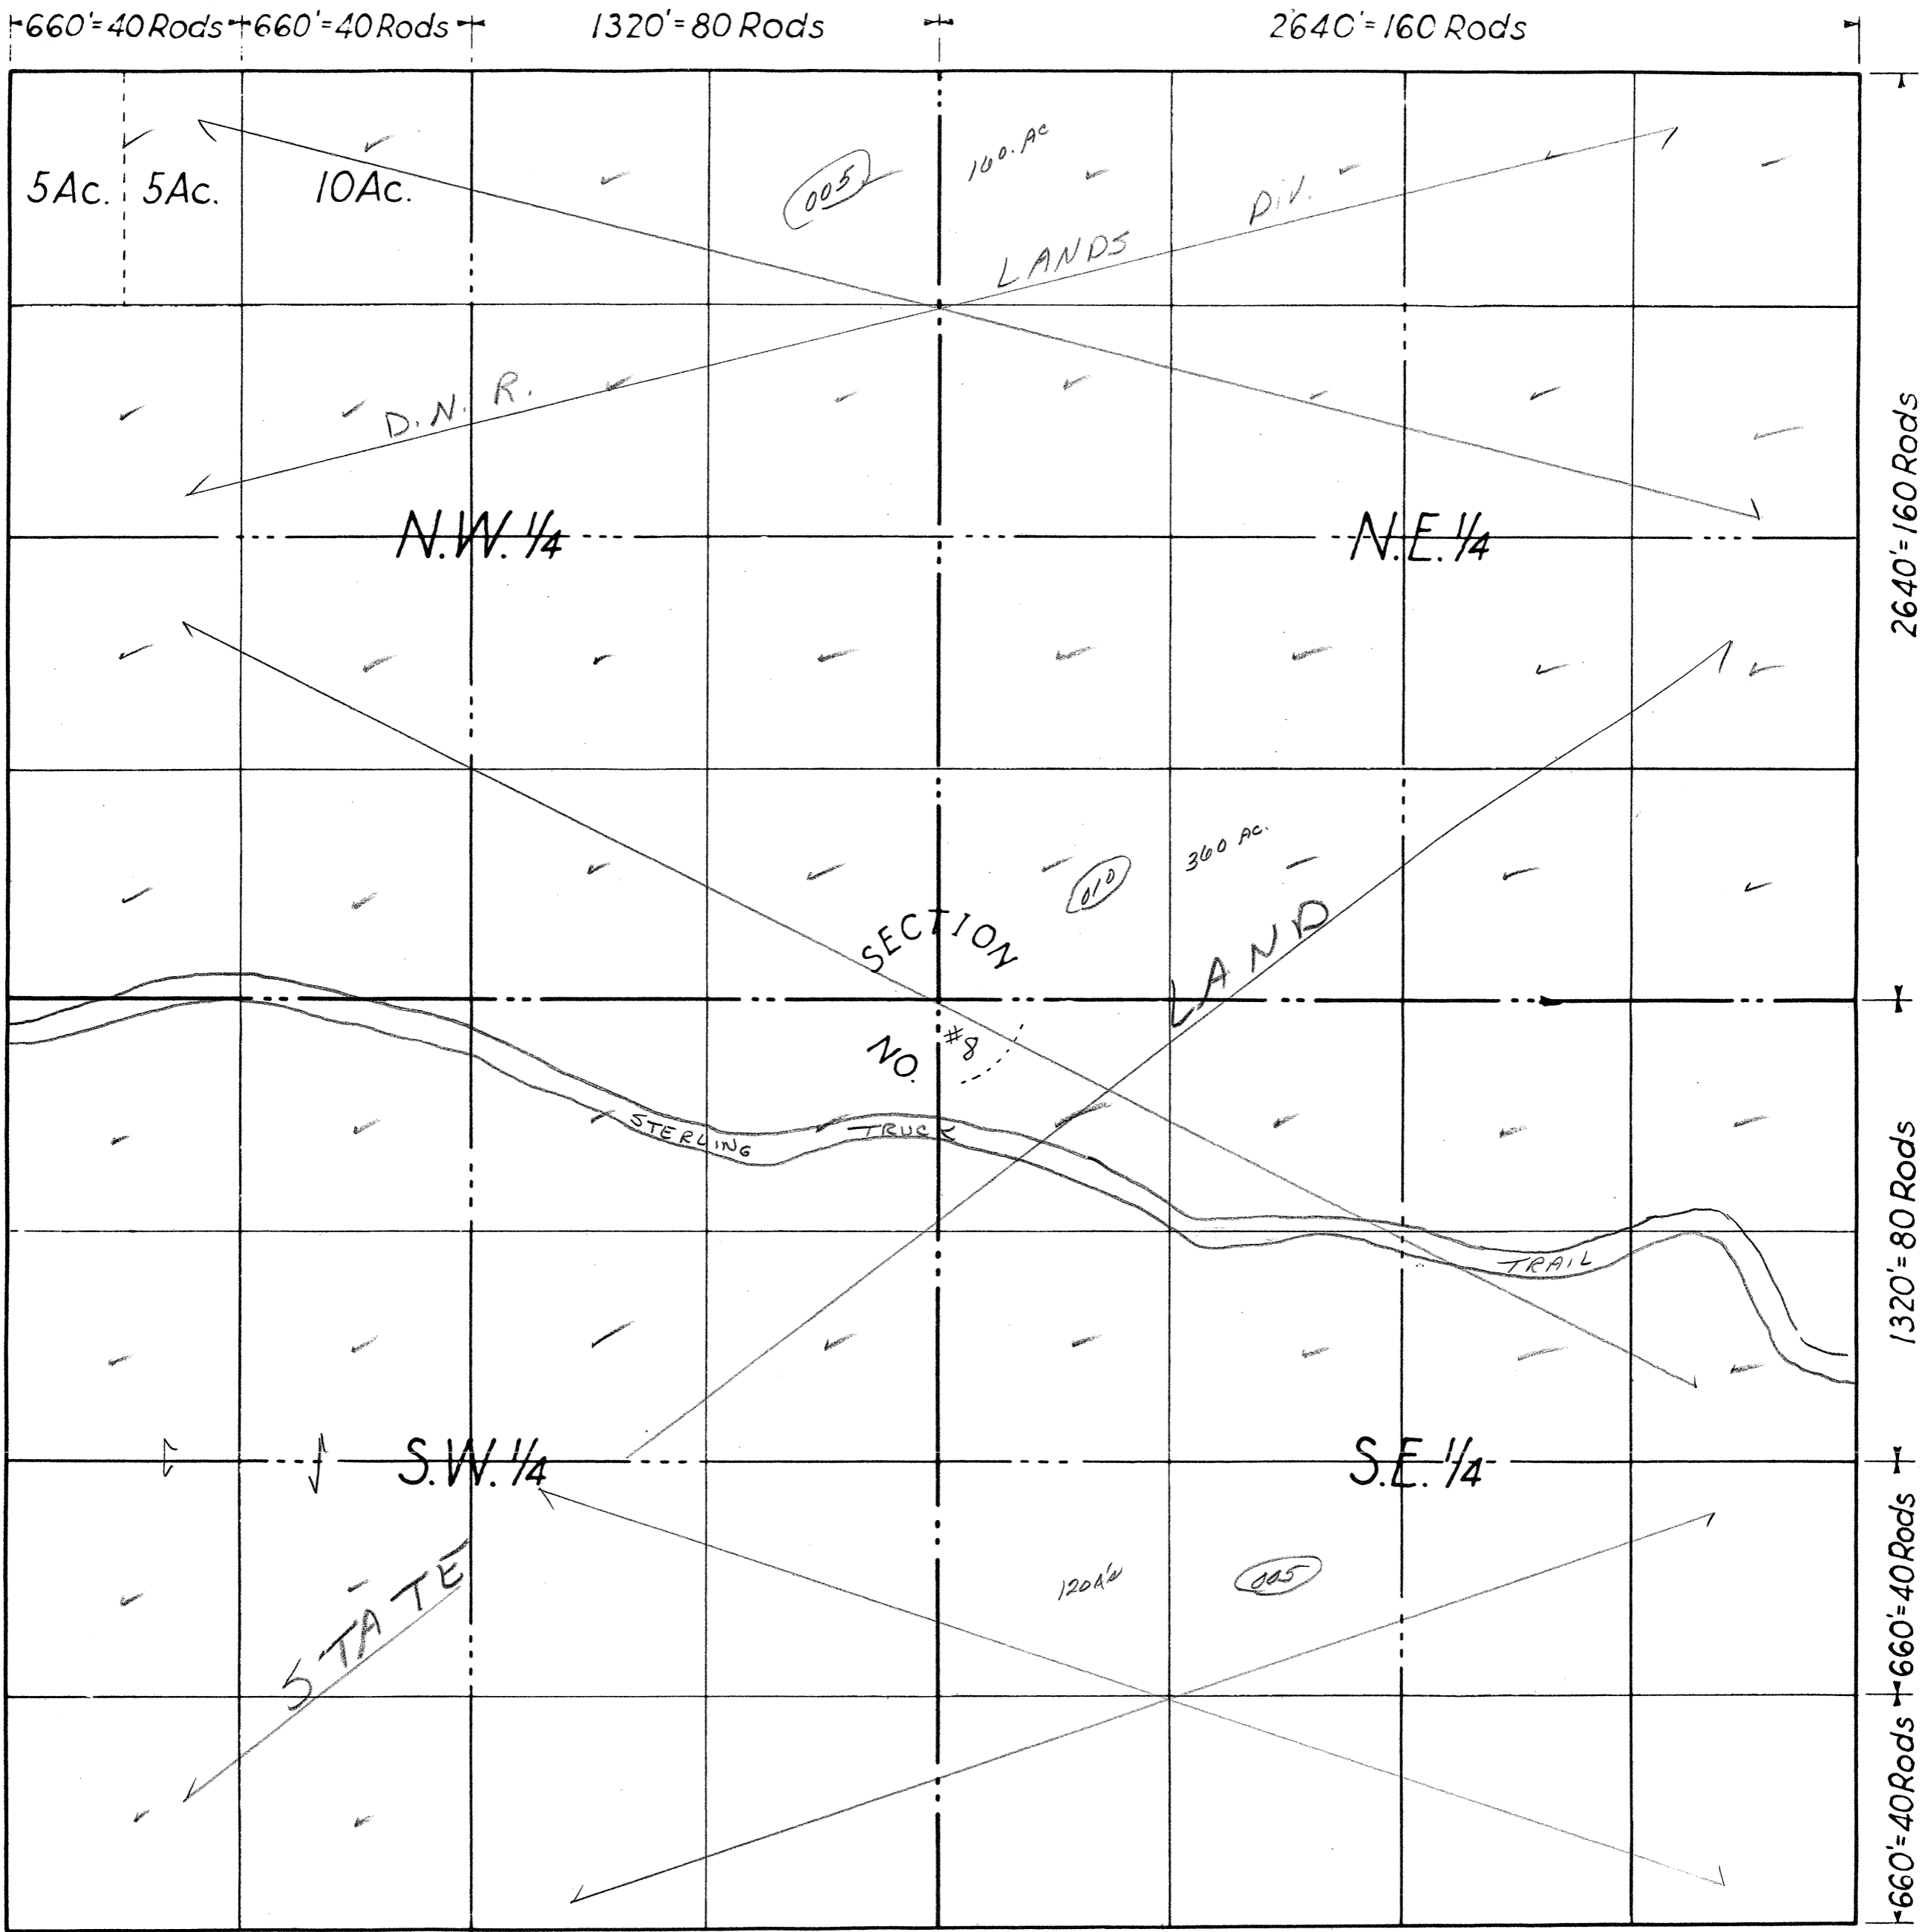 660'=40 Rods 660'=40 Rods 1320'=80 Rods 2640'=160 Rods
5Ac. 5Ac. 10Ac.
005
160. Ac
LANDS DIV.
D.N.R.
N.W. 1/4
N.E. 1/4
2640'=160 Rods
010
360 Ac.
LAND
SECTION
NO. #8
STERLING TRUCK TRAIL
1320'=80 Rods
S.W. 1/4
S.E. 1/4
STATE
005
660'=40 Rods
660'=40 Rods